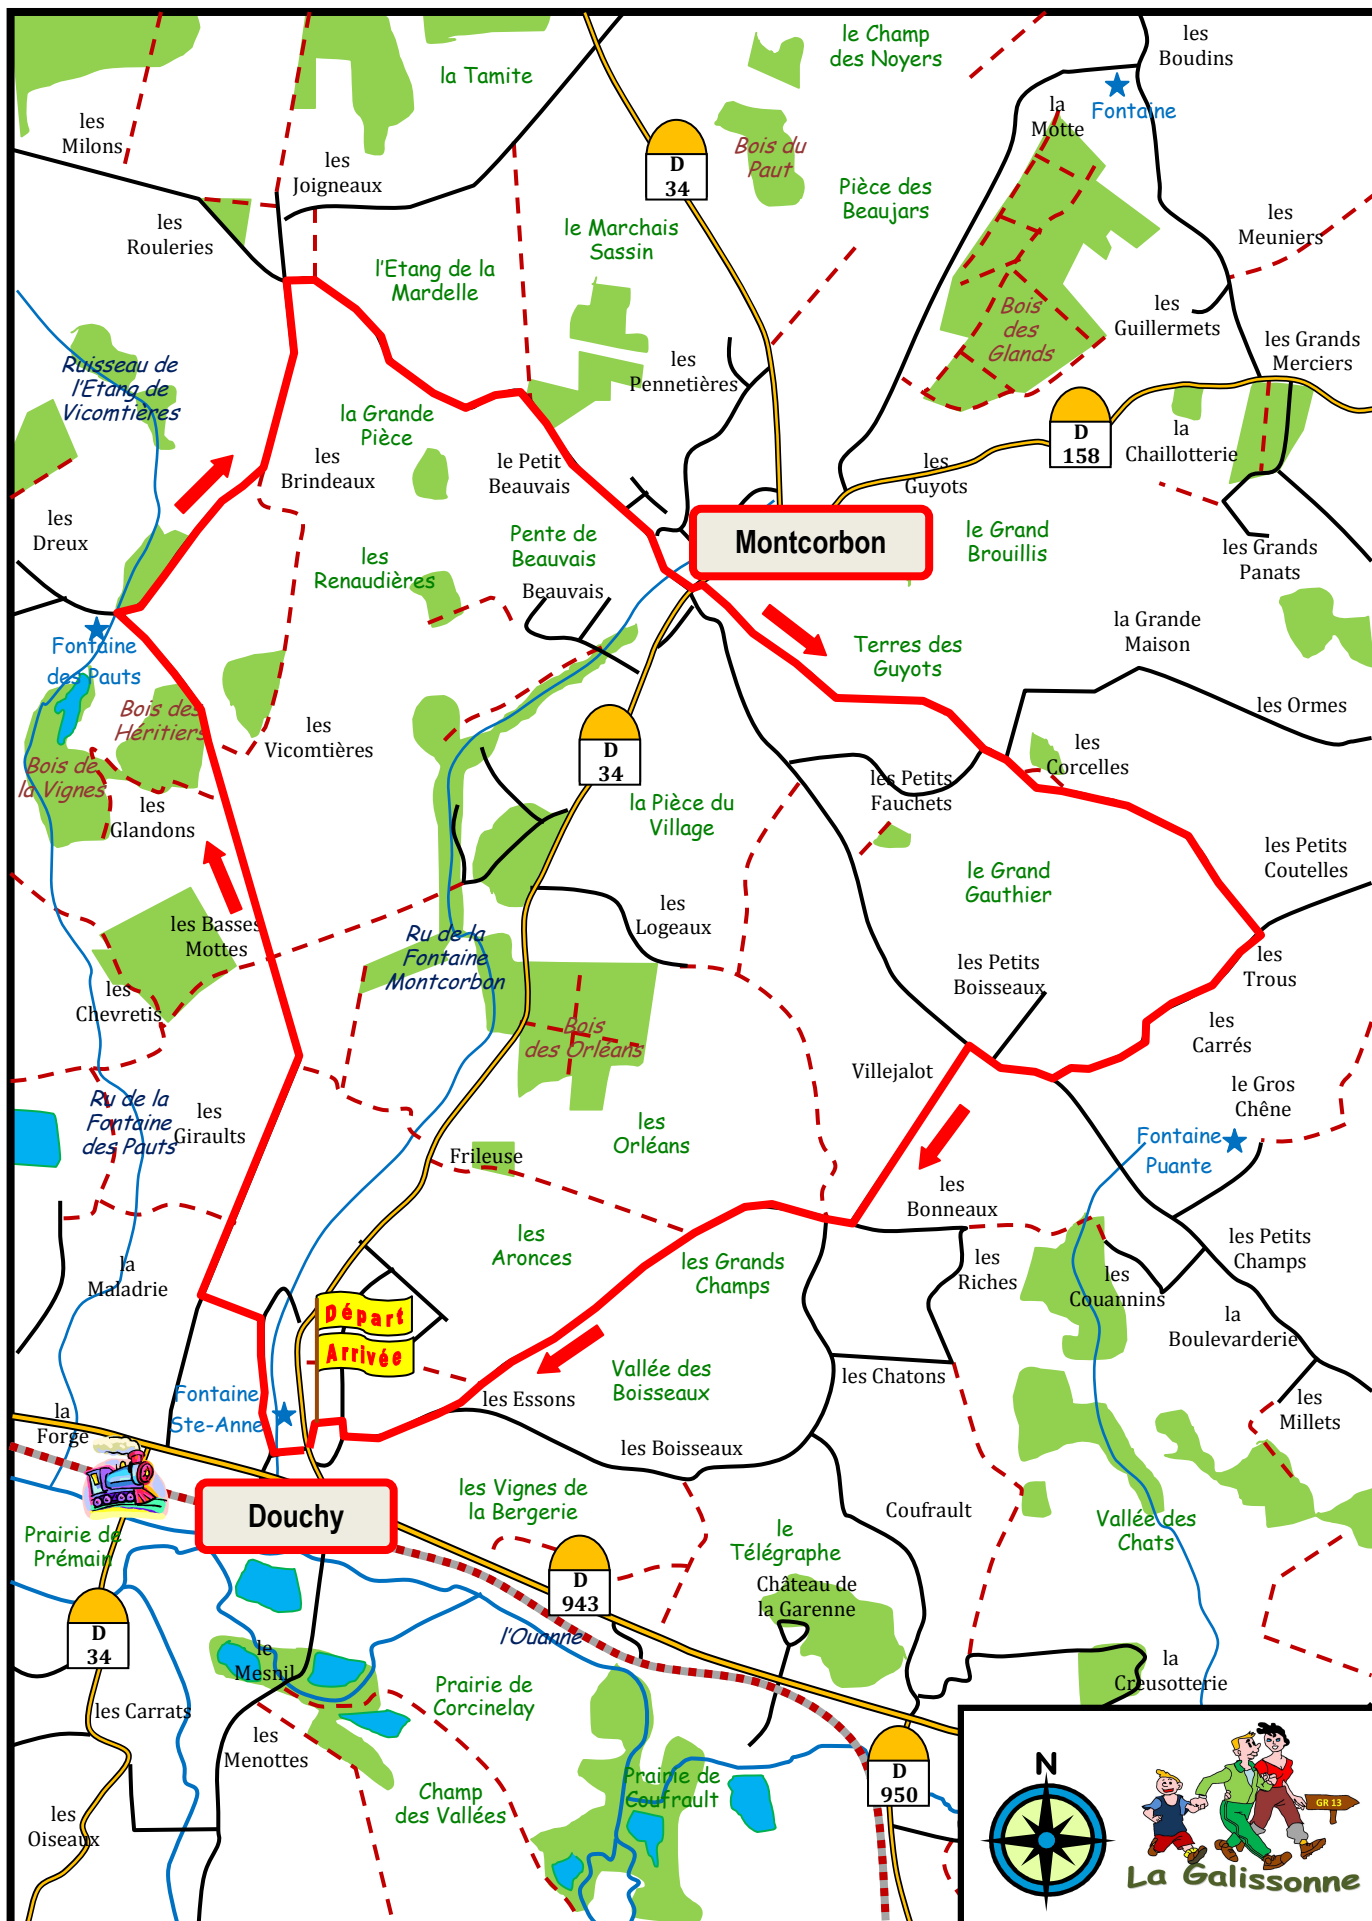 les
Boudins
le Champ
des Noyers
la Tamite
Fontaine
la
Motte
les
Milons
les
Joigneaux
D
34
Bois du
Paut
Pièce des
Beaujars
les
Meuniers
les
Rouleries
le Marchais
Sassin
l'Etang de la
Mardelle
Bois
des
Glands
les
Guillermets
les Grands
Merciers
Ruisseau de
l'Etang de
Vicomtières
les
Pennetières
la Grande
Pièce
D
158
la
Chaillotterie
les
Brindeaux
le Petit
Beauvais
les
Guyots
les
Dreux
Pente de
Beauvais
Montcorbon
le Grand
Brouillis
les Grands
Panats
les
Renaudières
Beauvais
Fontaine
des Pauts
Terres des
Guyots
la Grande
Maison
les Ormes
Bois des
Héritiers
les
Vicomtières
D
34
les
Corcelles
Bois de
la Vignes
les
Glandons
la Pièce du
Village
les Petits
Fauchets
les Petits
Coutelles
le Grand
Gauthier
les Basses
Mottes
les
Logeaux
Ru de la
Fontaine
Montcorbon
les Petits
Boisseaux
les
Trous
les
Chevretis
Bois
des Orléans
les
Carrés
Villejalot
le Gros
Chêne
Ru de la
Fontaine
des Pauts
les
Giraults
les
Orléans
Frileuse
Fontaine
Puante
les
Bonneaux
les
Aronces
les Grands
Champs
les
Riches
les Petits
Champs
la
Maladrie
les
Couannins
la
Boulevarderie
Départ
Arrivée
Vallée des
Boisseaux
les Chatons
les Essons
les
Millets
Fontaine
Ste-Anne
la
Forge
les Boisseaux
les Vignes de
la Bergerie
Coufrault
Douchy
Vallée des
Chats
Prairie de
Prémain
le
Télégraphe
D
943
Château de
la Garenne
D
34
l'Ouanne
le
Mesnil
la
Creusotterie
Prairie de
Corcinelay
les Carrats
les
Menottes
D
950
Prairie de
Coufrault
Champ
des Vallées
les
Oiseaux
N
GR 13
La Galissonne